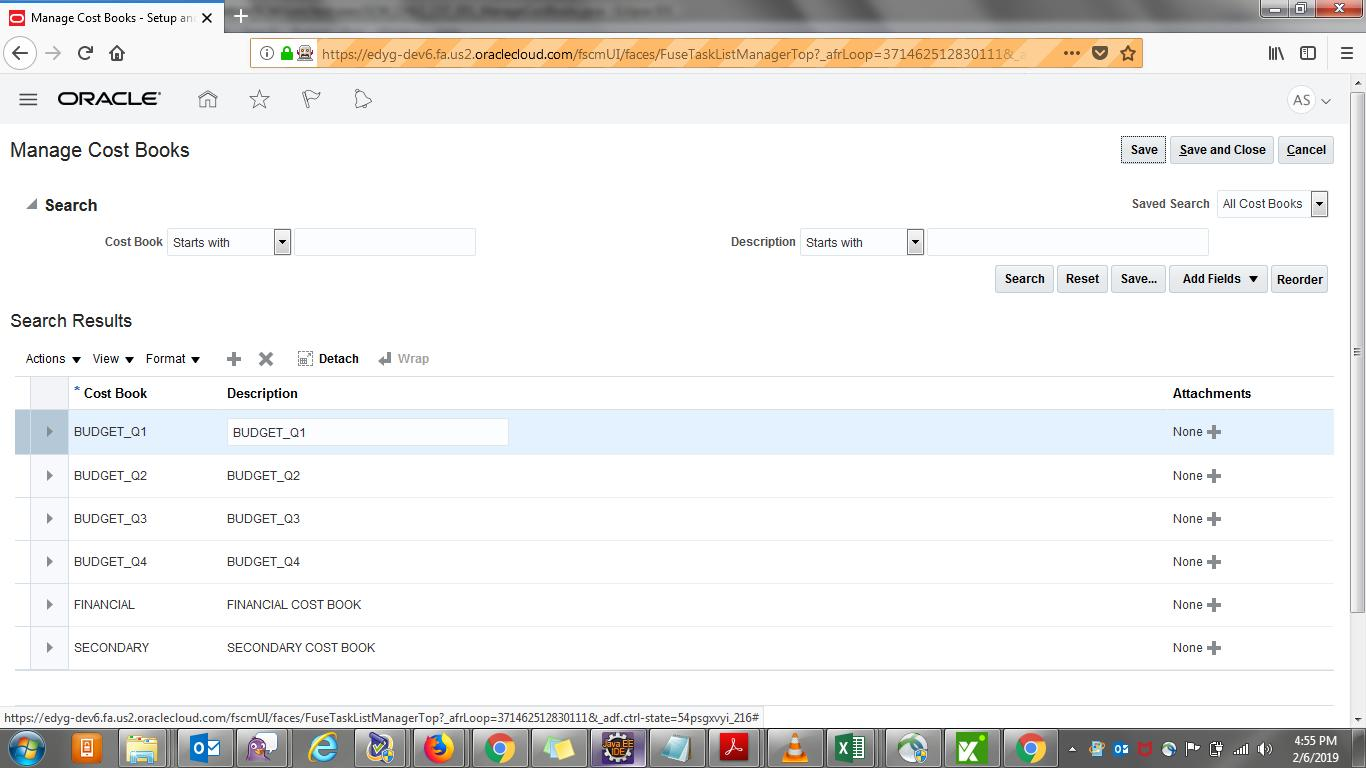 Manage Cost Books - Setup an
https://edyg-dev6.fa.us2.oraclecloud.com/fscmUI/faces/FuseTaskListManagerTop?_afrLoop=371462512830111&_a
ORACLE
AS
Manage Cost Books
Save Save and Close Cancel
Search
Saved Search All Cost Books
Cost Book Starts with Description Starts with
Search Reset Save... Add Fields Reorder
Search Results
Actions View Format Detach Wrap
* Cost Book Description Attachments
BUDGET_Q1 BUDGET_Q1 None
BUDGET_Q2 BUDGET_Q2 None
BUDGET_Q3 BUDGET_Q3 None
BUDGET_Q4 BUDGET_Q4 None
FINANCIAL FINANCIAL COST BOOK None
SECONDARY SECONDARY COST BOOK None
https://edyg-dev6.fa.us2.oraclecloud.com/fscmUI/faces/FuseTaskListManagerTop?_afrLoop=371462512830111&_adf.ctrl-state=54psgxvyi_216#
Java EE
IDE
4:55 PM
2/6/2019